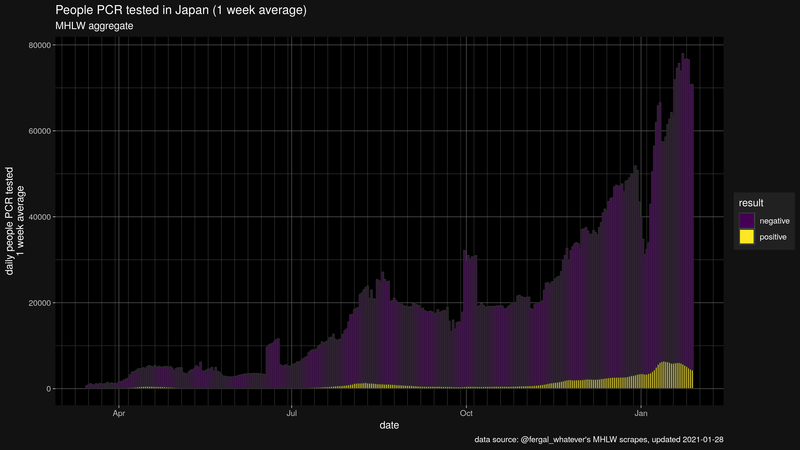 People PCR tested in Japan (1 week average)
MHLW aggregate
daily people PCR tested
1 week average
80000
60000
40000
20000
0
Apr
Jul
Oct
Jan
date
result
negative
positive
data source: @fergal_whatever's MHLW scrapes, updated 2021-01-28